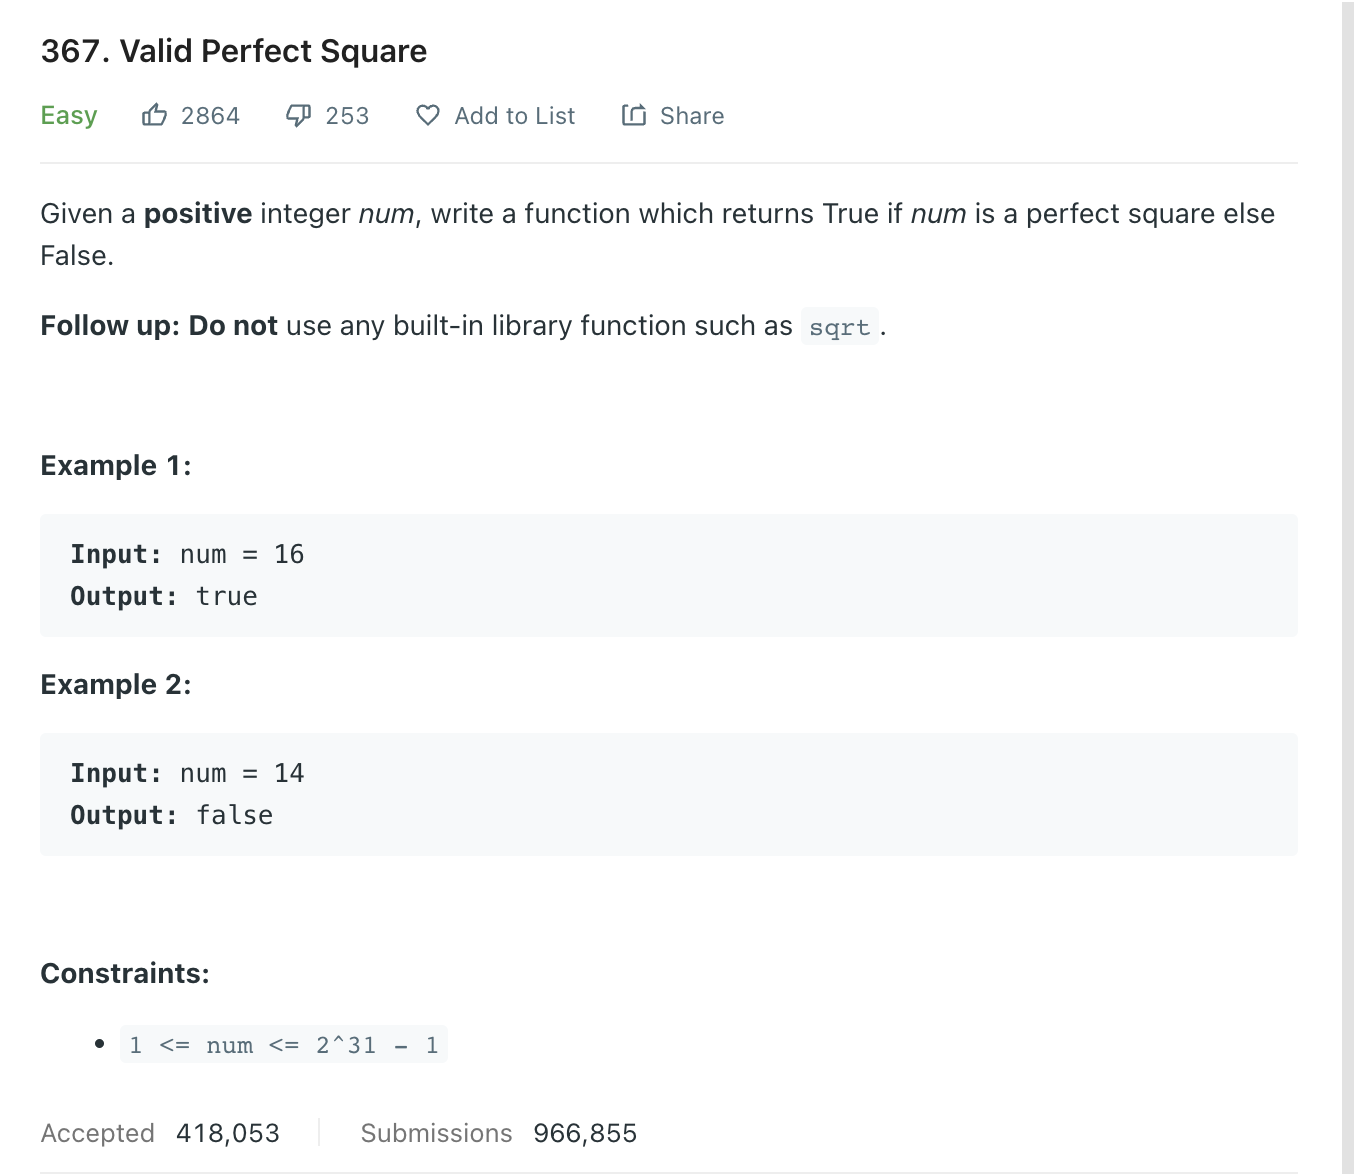 367. Valid Perfect Square
Easy 2864 253 Add to List Share
Given a positive integer num, write a function which returns True if num is a perfect square else
False.
Follow up: Do not use any built-in library function such as sqrt.
Example 1:
Input: num = 16
Output: true
Example 2:
Input: num = 14
Output: false
Constraints:
• 1 <= num <= 2^31 - 1
Accepted 418,053 Submissions 966,855